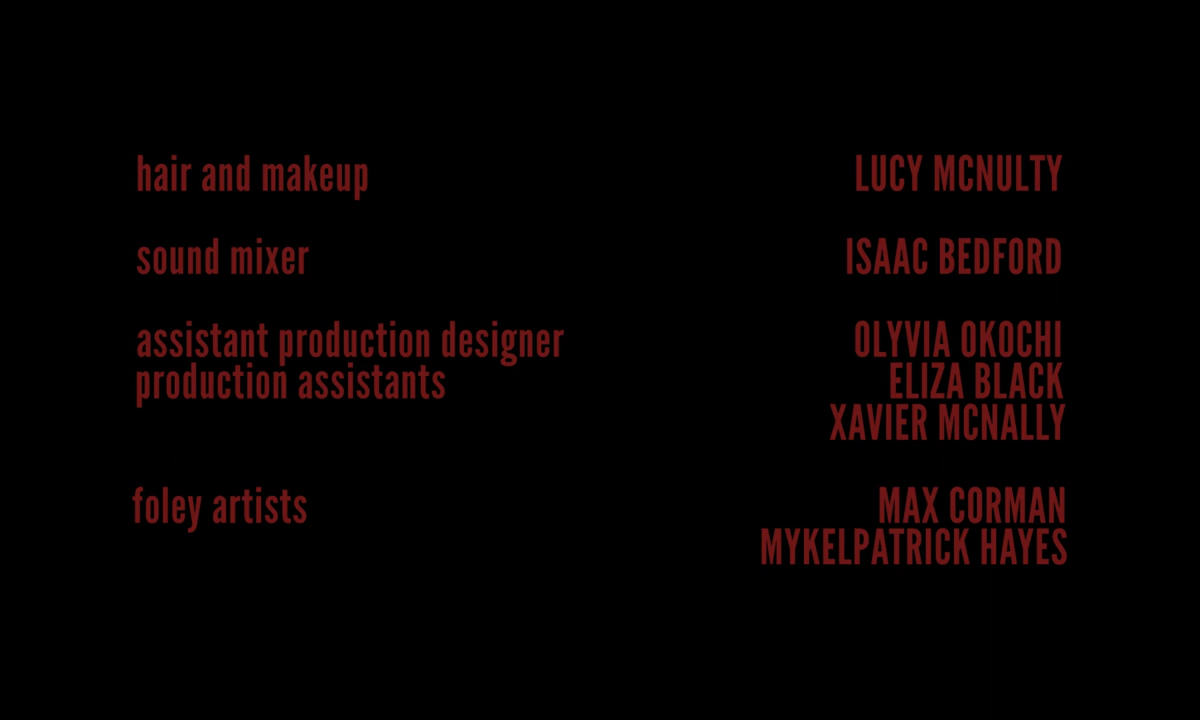 hair and makeup LUCY MCNULTY
sound mixer ISAAC BEDFORD
assistant production designer OLYVIA OKOCHI
production assistants ELIZA BLACK
XAVIER MCNALLY
foley artists MAX CORMAN
MYKELPATRICK HAYES